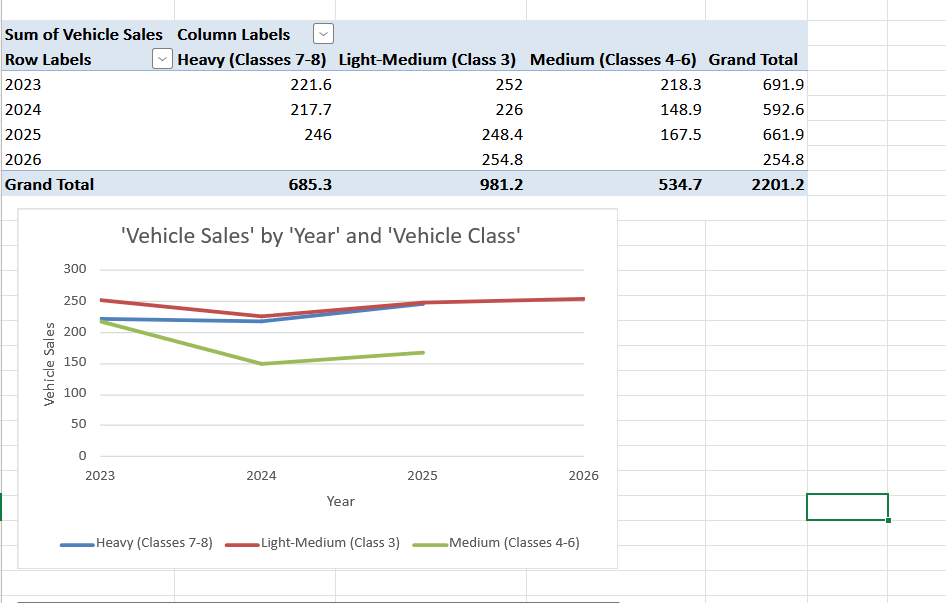 Sum of Vehicle Sales Column Labels
Row Labels Heavy (Classes 7-8) Light-Medium (Class 3) Medium (Classes 4-6) Grand Total
2023 221.6 252 218.3 691.9
2024 217.7 226 148.9 592.6
2025 246 248.4 167.5 661.9
2026 254.8 254.8
Grand Total 685.3 981.2 534.7 2201.2
'Vehicle Sales' by 'Year' and 'Vehicle Class'
300
250
200
150
100
50
0
Vehicle Sales
2023 2024 2025 2026
Year
Heavy (Classes 7-8) Light-Medium (Class 3) Medium (Classes 4-6)